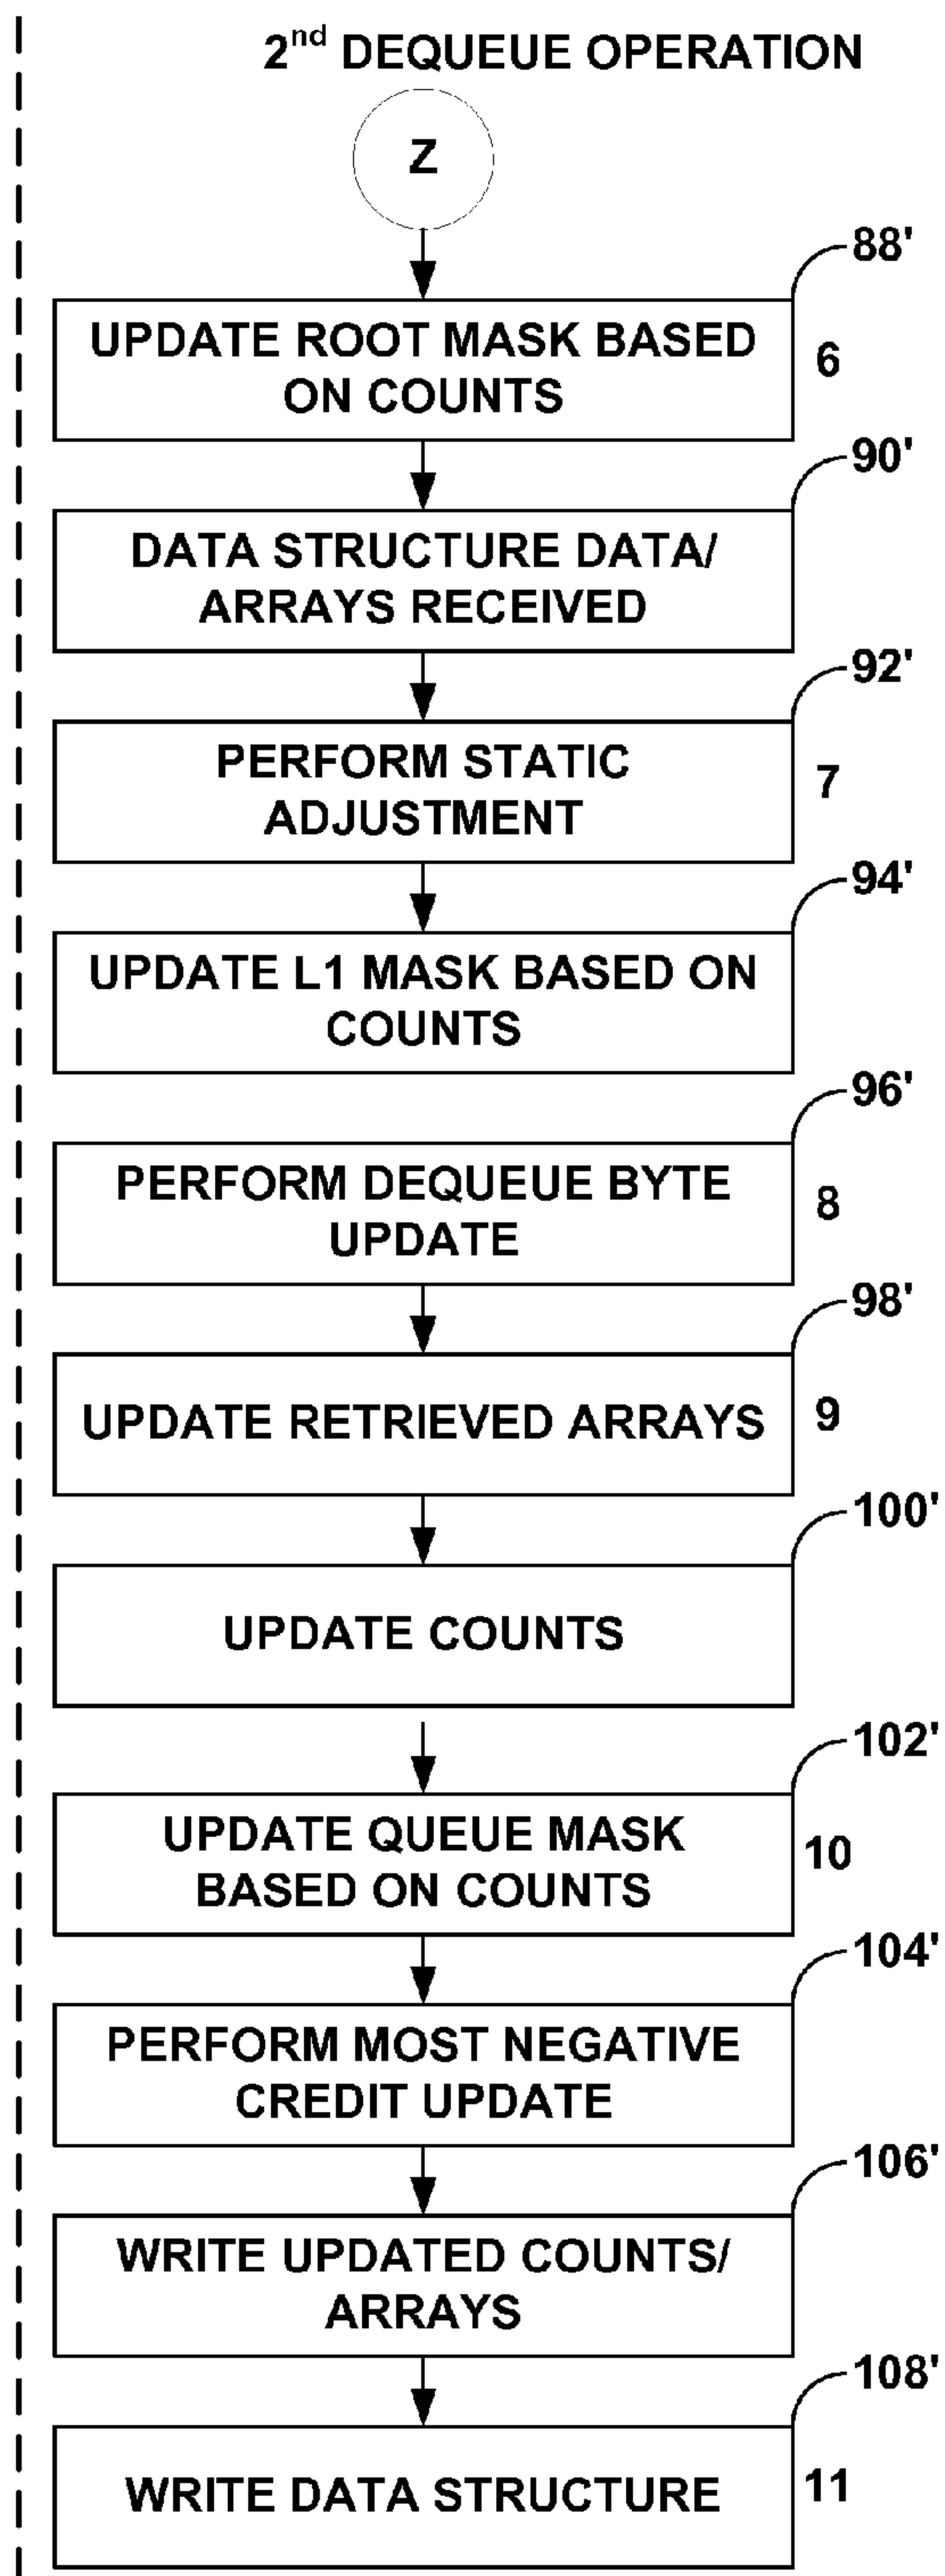 2nd DEQUEUE OPERATION
Z
88'
UPDATE ROOT MASK BASED
ON COUNTS
6
90'
DATA STRUCTURE DATA/
ARRAYS RECEIVED
92'
PERFORM STATIC
ADJUSTMENT
7
94'
UPDATE L1 MASK BASED ON
COUNTS
96'
PERFORM DEQUEUE BYTE
UPDATE
8
98'
UPDATE RETRIEVED ARRAYS
9
100'
UPDATE COUNTS
102'
UPDATE QUEUE MASK
BASED ON COUNTS
10
104'
PERFORM MOST NEGATIVE
CREDIT UPDATE
106'
WRITE UPDATED COUNTS/
ARRAYS
108'
WRITE DATA STRUCTURE
11